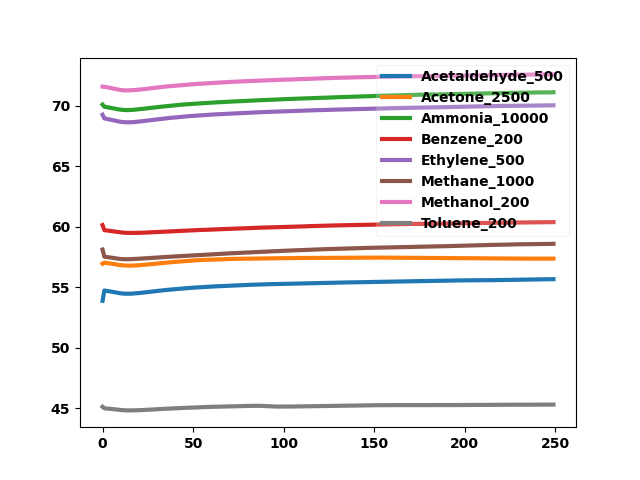 Acetaldehyde_500
Acetone_2500
Ammonia_10000
Benzene_200
Ethylene_500
Methane_1000
Methanol_200
Toluene_200
70
65
60
55
50
45
0 50 100 150 200 250